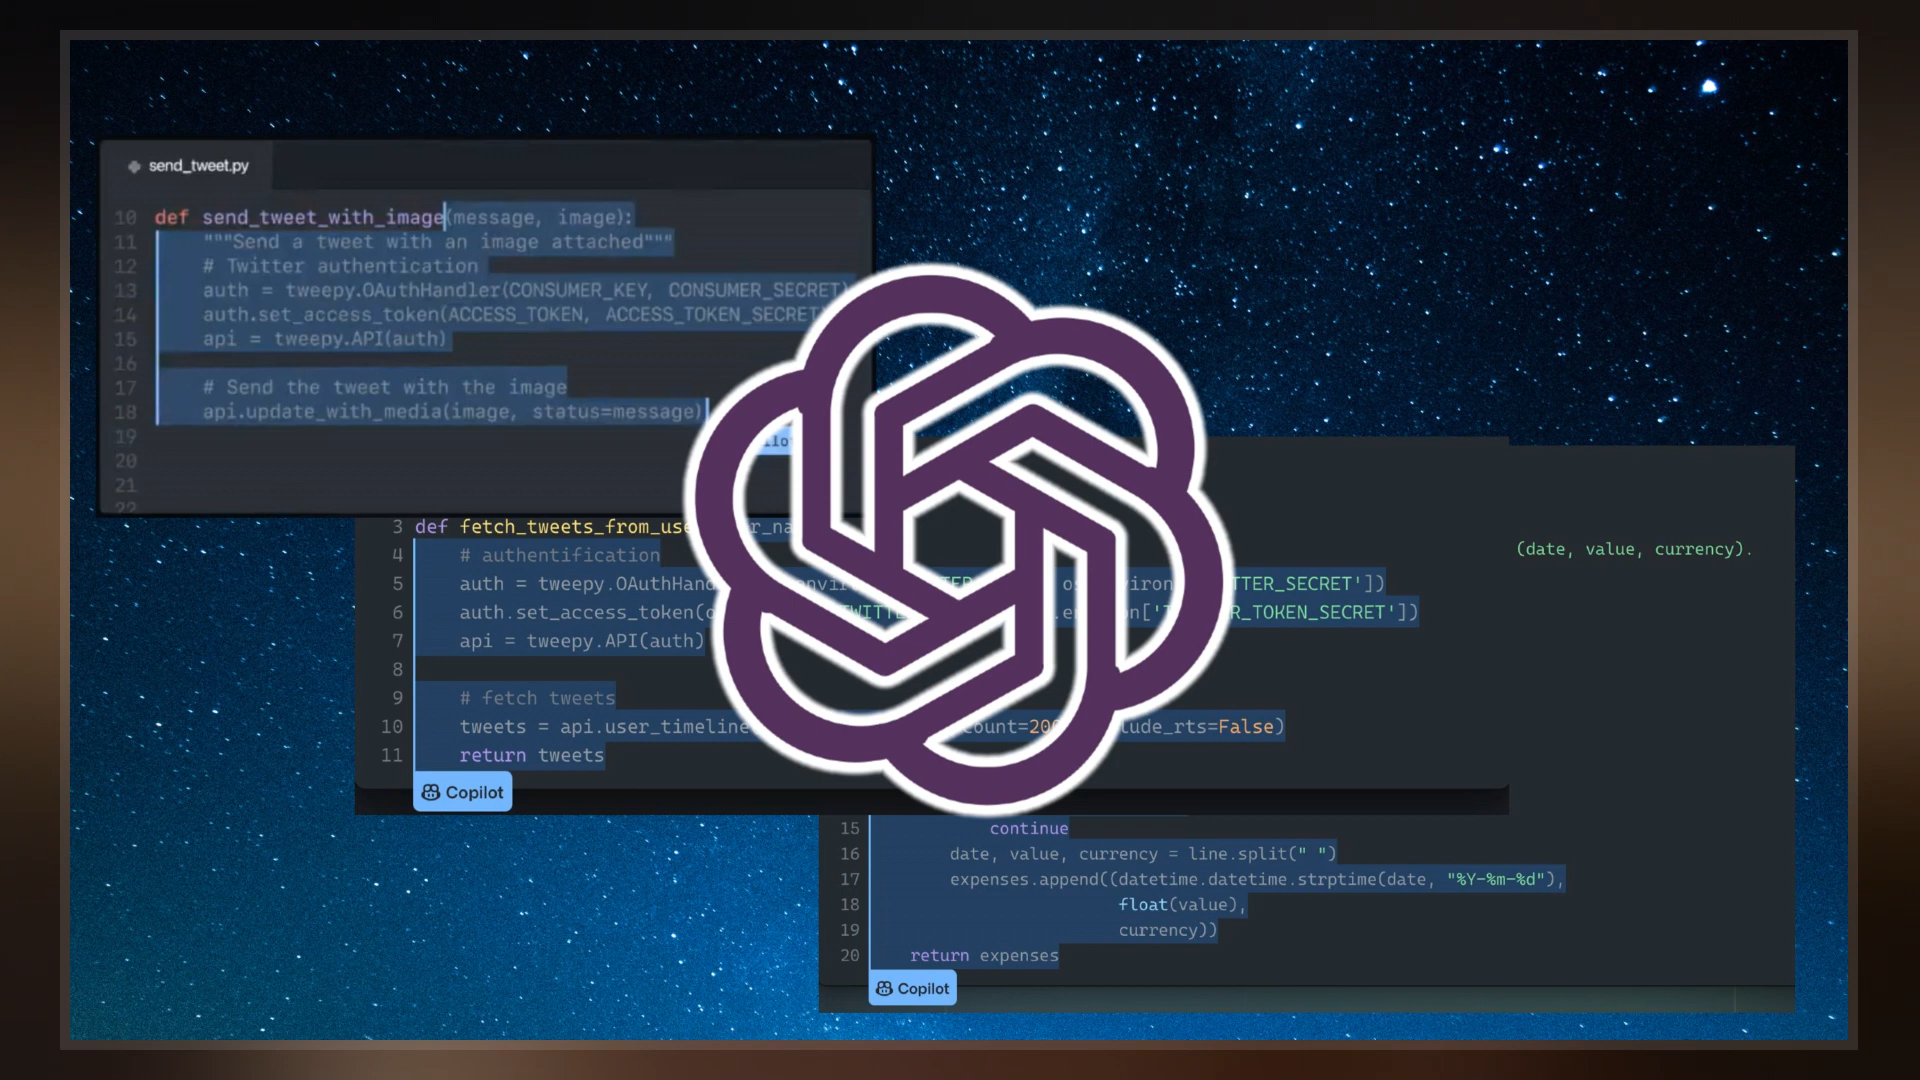 send_tweet.py
10 def send_tweet_with_image(message, image):
11 """Send a tweet with an image attached"""
12 # Twitter authentication
13 auth = tweepy.OAuthHandler(CONSUMER_KEY, CONSUMER_SECRET)
14 auth.set_access_token(ACCESS_TOKEN, ACCESS_TOKEN_SECRET
15 api = tweepy.API(auth)
16
17 # Send the tweet with the image
18 api.update_with_media(image, status=message)
19
20
21
22
3 def fetch_tweets_from_use
4 # authentification
5 auth = tweepy.OAuthHand 'TTER_SECRET'])
6 auth.set_access_token( R_TOKEN_SECRET'])
7 api = tweepy.API(auth)
8
9 # fetch tweets
10 tweets = api.user_timeline ount=200 lude_rts=False)
11 return tweets
Copilot
(date, value, currency).
15 continue
16 date, value, currency = line.split(" ")
17 expenses.append((datetime.datetime.strptime(date, "%Y-%m-%d"),
18 float(value),
19 currency))
20 return expenses
Copilot